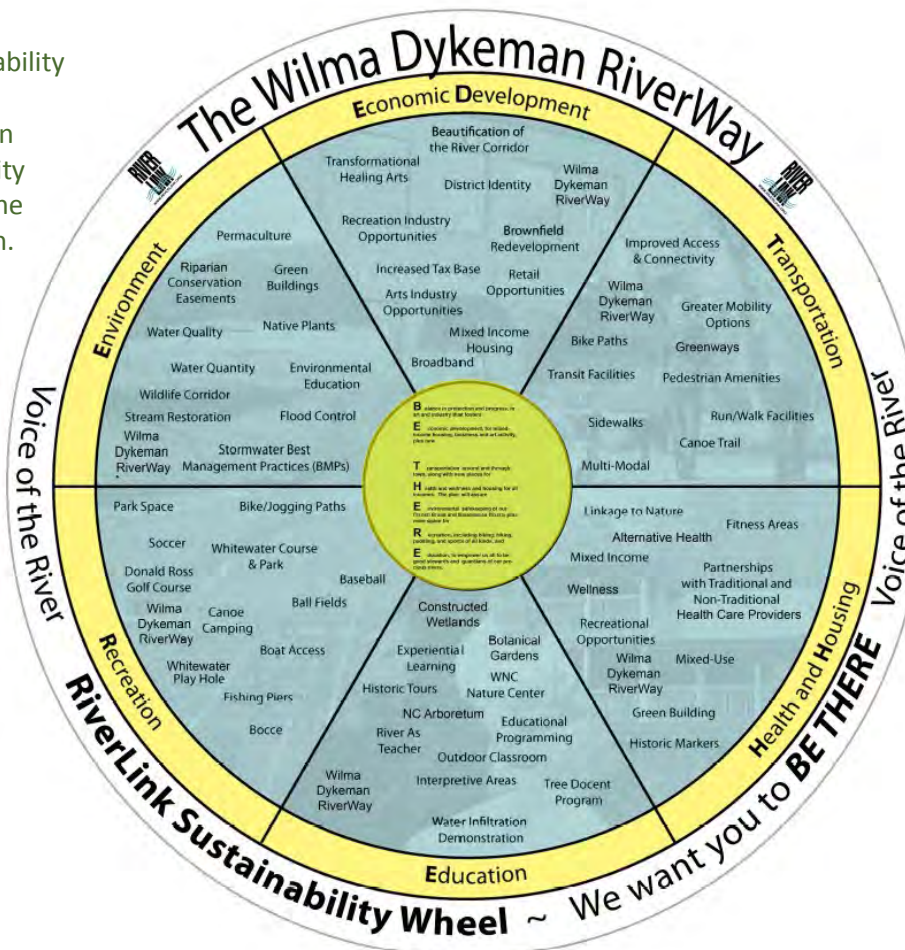 ability
n
ity
ne
n.
The Wilma Dykeman RiverWay
RIVER
LINK
RIVER
LINK
Economic Development
Beautification of
the River Corridor
Transformational
Healing Arts
District Identity
Wilma
Dykeman
RiverWay
Recreation Industry
Opportunities
Brownfield
Redevelopment
Increased Tax Base
Retail
Opportunities
Arts Industry
Opportunities
Mixed Income
Housing
Broadband
Transportation
Improved Access
& Connectivity
Wilma
Dykeman
RiverWay
Greater Mobility
Options
Bike Paths
Greenways
Transit Facilities
Pedestrian Amenities
Sidewalks
Run/Walk Facilities
Canoe Trail
Multi-Modal
Health and Housing
Linkage to Nature
Fitness Areas
Alternative Health
Mixed Income
Partnerships
with Traditional and
Non-Traditional
Health Care Providers
Wellness
Recreational
Opportunities
Wilma
Dykeman
RiverWay
Mixed-Use
Green Building
Historic Markers
Education
Constructed
Wetlands
Botanical
Gardens
Experiential
Learning
WNC
Nature Center
Historic Tours
NC Arboretum
Educational
Programming
River As
Teacher
Outdoor Classroom
Wilma
Dykeman
RiverWay
Interpretive Areas
Tree Docent
Program
Water Infiltration
Demonstration
Recreation
Park Space
Bike/Jogging Paths
Soccer
Whitewater Course
& Park
Donald Ross
Golf Course
Baseball
Ball Fields
Wilma
Dykeman
RiverWay
Canoe
Camping
Boat Access
Whitewater
Play Hole
Fishing Piers
Bocce
Environment
Permaculture
Riparian
Conservation
Easements
Green
Buildings
Water Quality
Native Plants
Water Quantity
Environmental
Education
Wildlife Corridor
Stream Restoration
Flood Control
Wilma
Dykeman
RiverWay
Stormwater Best
Management Practices (BMPs)
B
E
T
H
E
R
E
Voice of the River
Voice of the River
RiverLink Sustainability Wheel ~ We want you to BE THERE